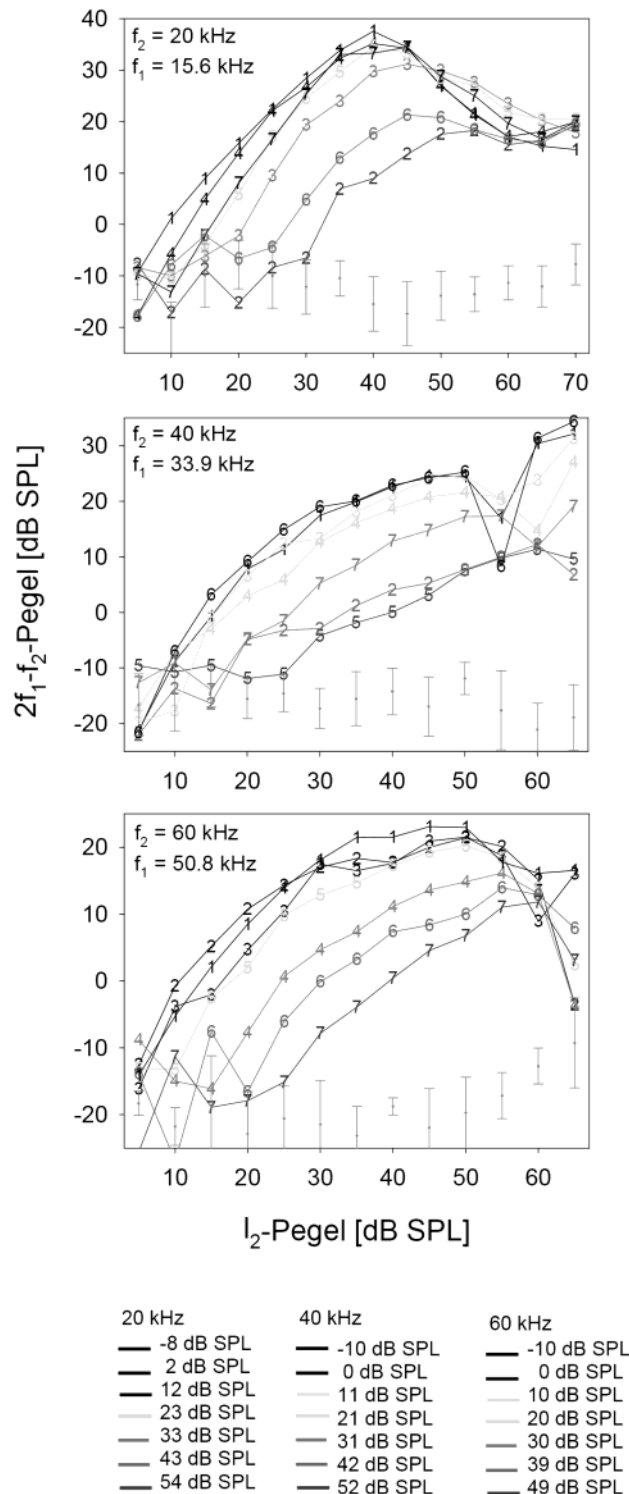 f₂ = 20 kHz
f₁ = 15.6 kHz
40
30
20
10
0
-10
-20
10 20 30 40 50 60 70
f₂ = 40 kHz
f₁ = 33.9 kHz
30
20
10
0
-10
-20
10 20 30 40 50 60
f₂ = 60 kHz
f₁ = 50.8 kHz
20
10
0
-10
-20
10 20 30 40 50 60
2f₁-f₂-Pegel [dB SPL]
l₂-Pegel [dB SPL]
20 kHz 40 kHz 60 kHz
-8 dB SPL -10 dB SPL -10 dB SPL
2 dB SPL 0 dB SPL 0 dB SPL
12 dB SPL 11 dB SPL 10 dB SPL
23 dB SPL 21 dB SPL 20 dB SPL
33 dB SPL 31 dB SPL 30 dB SPL
43 dB SPL 42 dB SPL 39 dB SPL
54 dB SPL 52 dB SPL 49 dB SPL